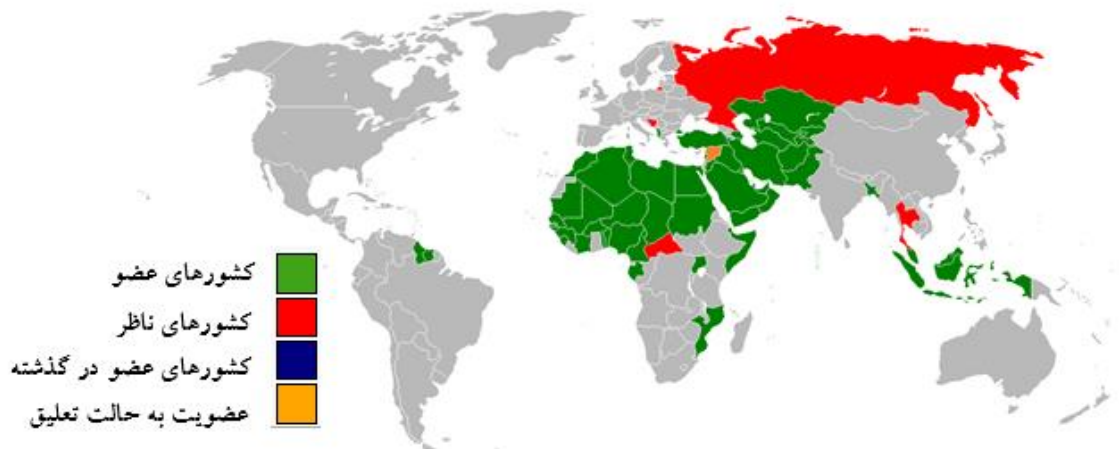 کشورهای عضو
کشورهای ناظر
کشورهای عضو در گذشته
عضویت به حالت تعلیق